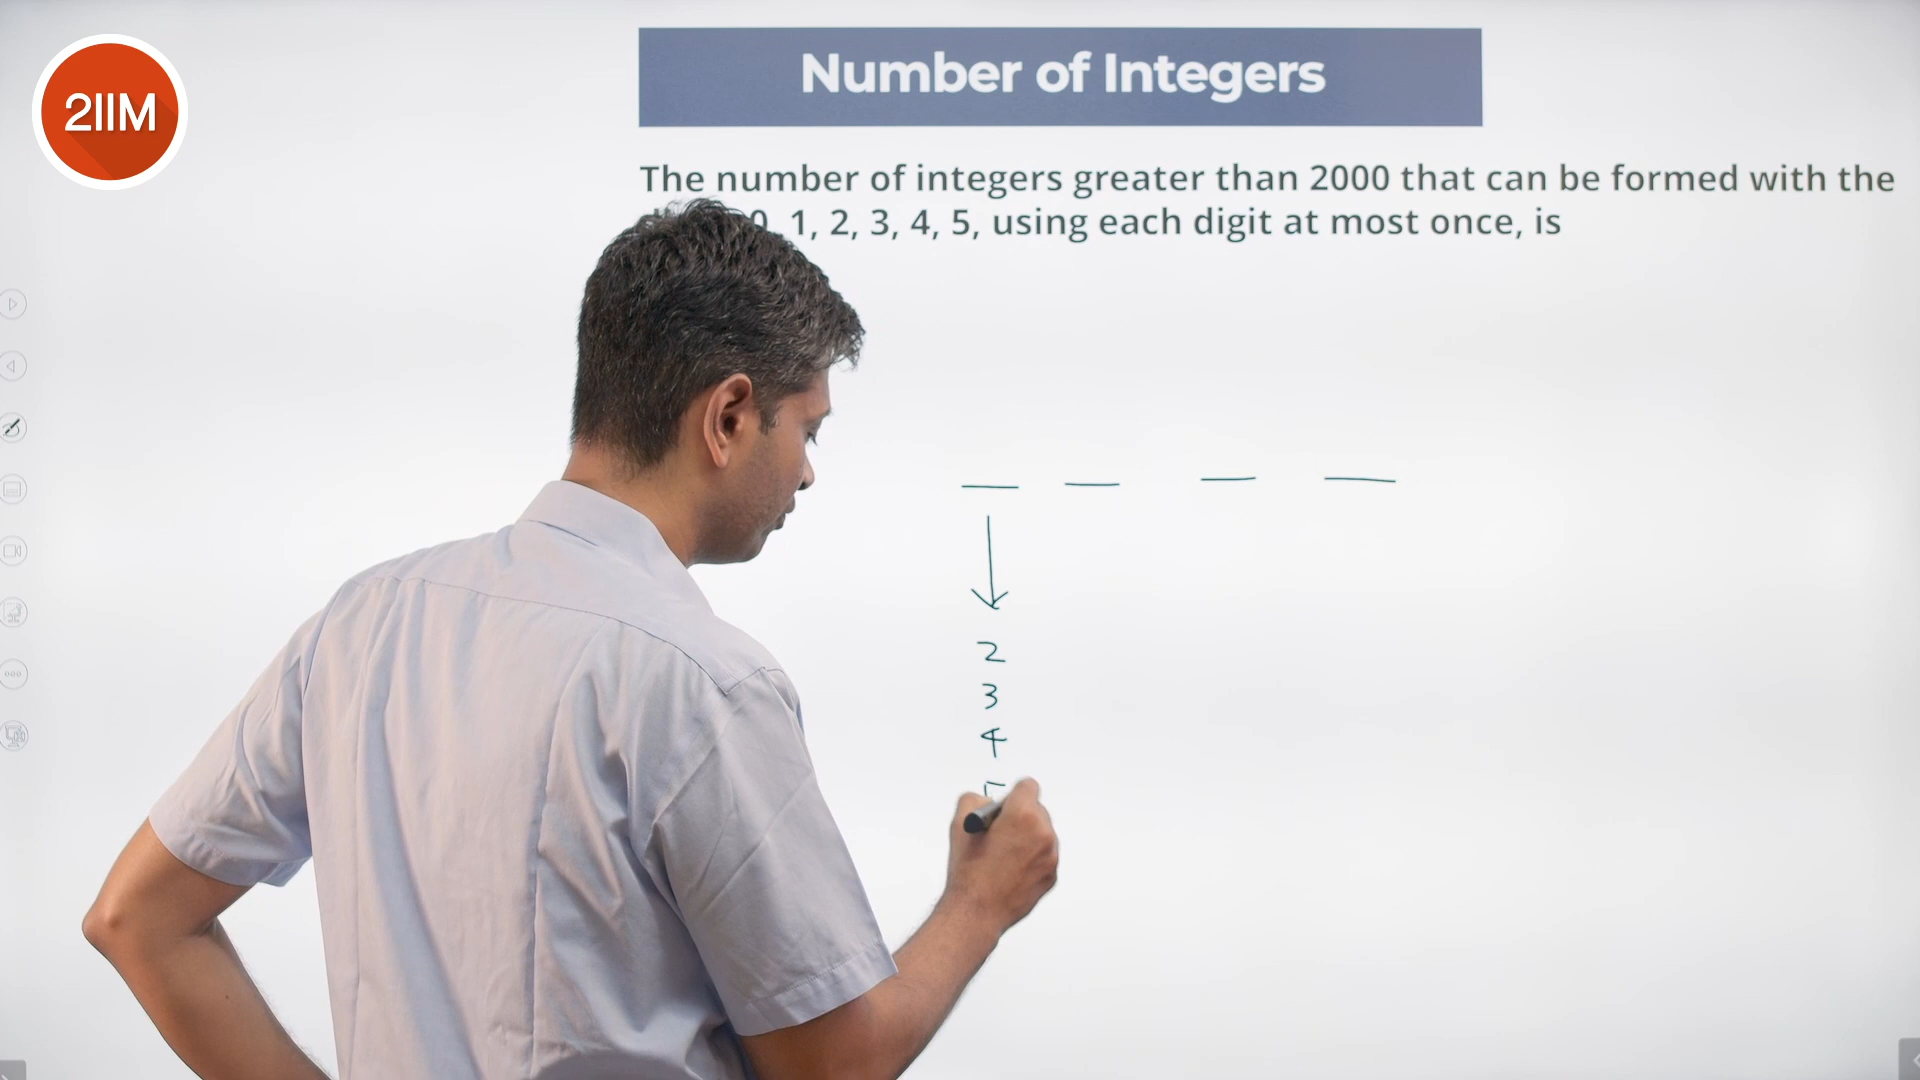 2IIM
Number of Integers
The number of integers greater than 2000 that can be formed with the
0, 1, 2, 3, 4, 5, using each digit at most once, is
2
3
4